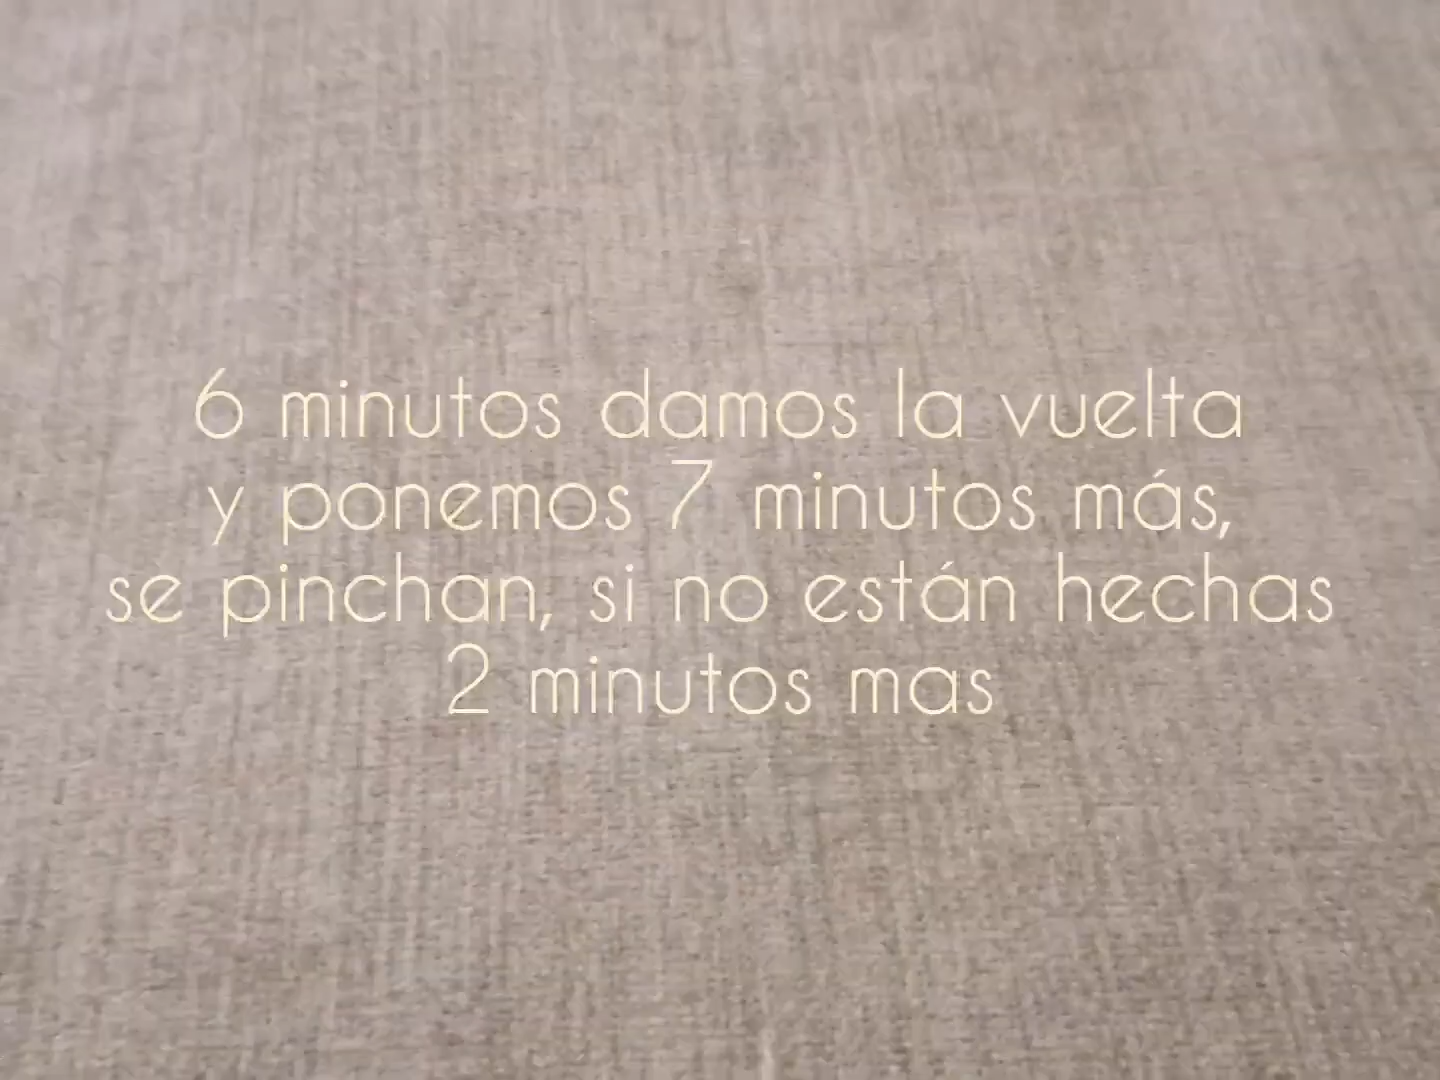 6 minutos damos la vuelta
y ponemos 7 minutos más,
se pinchan, si no están hechas
2 minutos mas